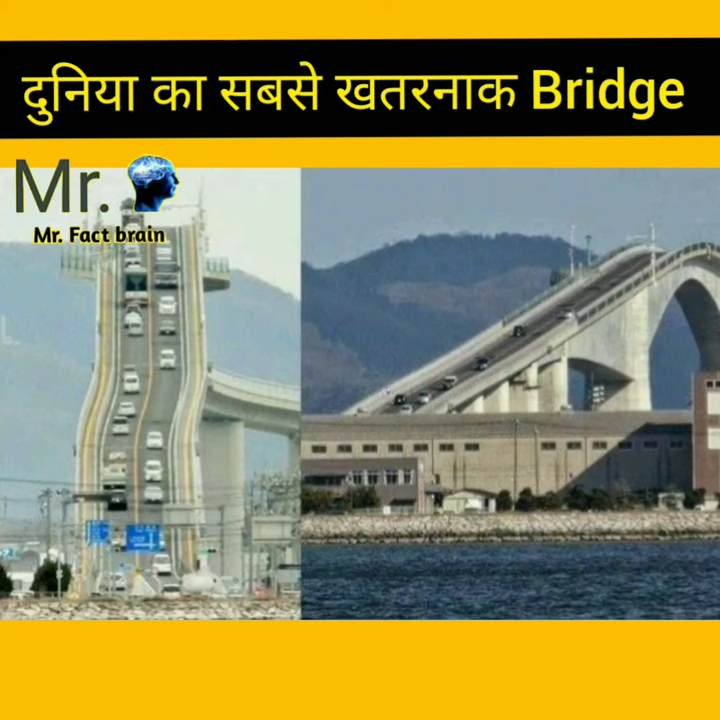 दुनिया का सबसे खतरनाक Bridge
Mr.
Mr. Fact brain